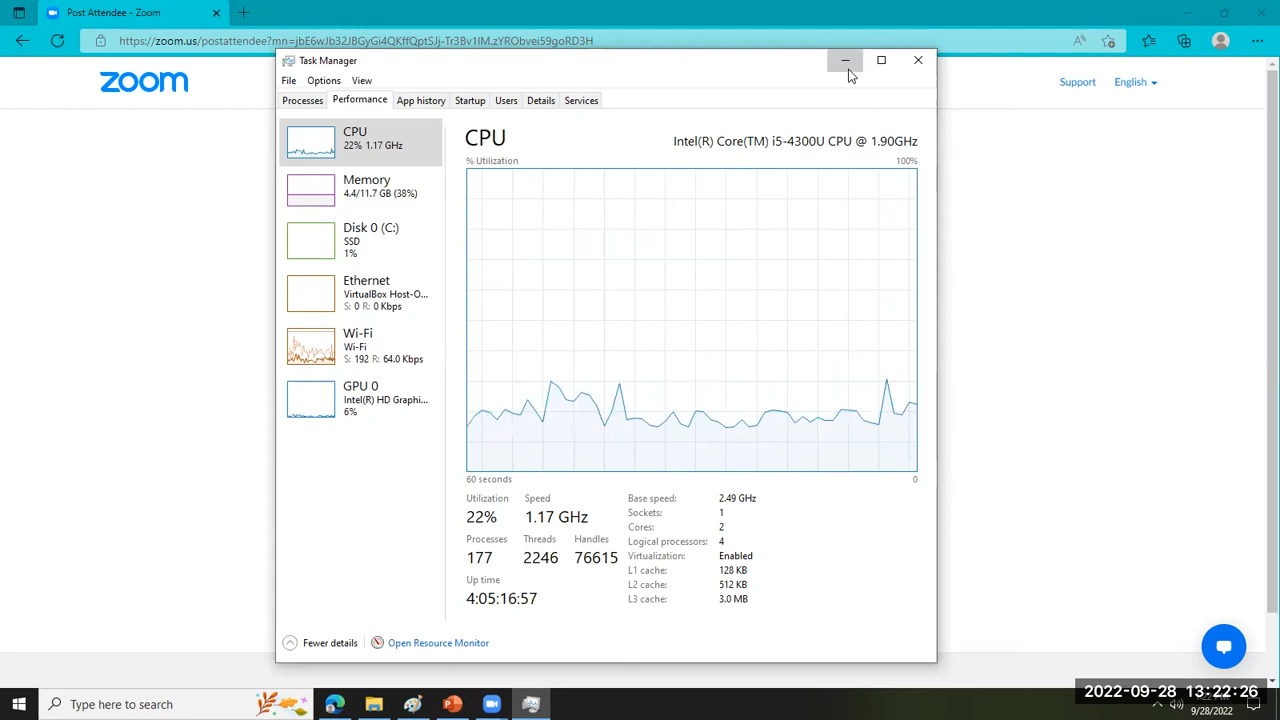 Post Attendee - Zoom
https://zoom.us/postattendee?mn=jbE6wJb32JBGyGi4QKffQptSJj-Tr3Bv1IM.zYRObvei59goRD3H
zoom
Support
English
Task Manager
File Options View
Processes Performance App history Startup Users Details Services
CPU
22% 1.17 GHz
Memory
4.4/11.7 GB (38%)
Disk 0 (C:)
SSD
1%
Ethernet
VirtualBox Host-O...
S: 0 R: 0 Kbps
Wi-Fi
Wi-Fi
S: 192 R: 64.0 Kbps
GPU 0
Intel(R) HD Graphi...
6%
CPU
Intel(R) Core(TM) i5-4300U CPU @ 1.90GHz
% Utilization
100%
60 seconds
0
Utilization Speed
22% 1.17 GHz
Processes Threads Handles
177 2246 76615
Up time
4:05:16:57
Base speed: 2.49 GHz
Sockets: 1
Cores: 2
Logical processors: 4
Virtualization: Enabled
L1 cache: 128 KB
L2 cache: 512 KB
L3 cache: 3.0 MB
Fewer details
Open Resource Monitor
Type here to search
2022-09-28 13:22:26
9/28/2022